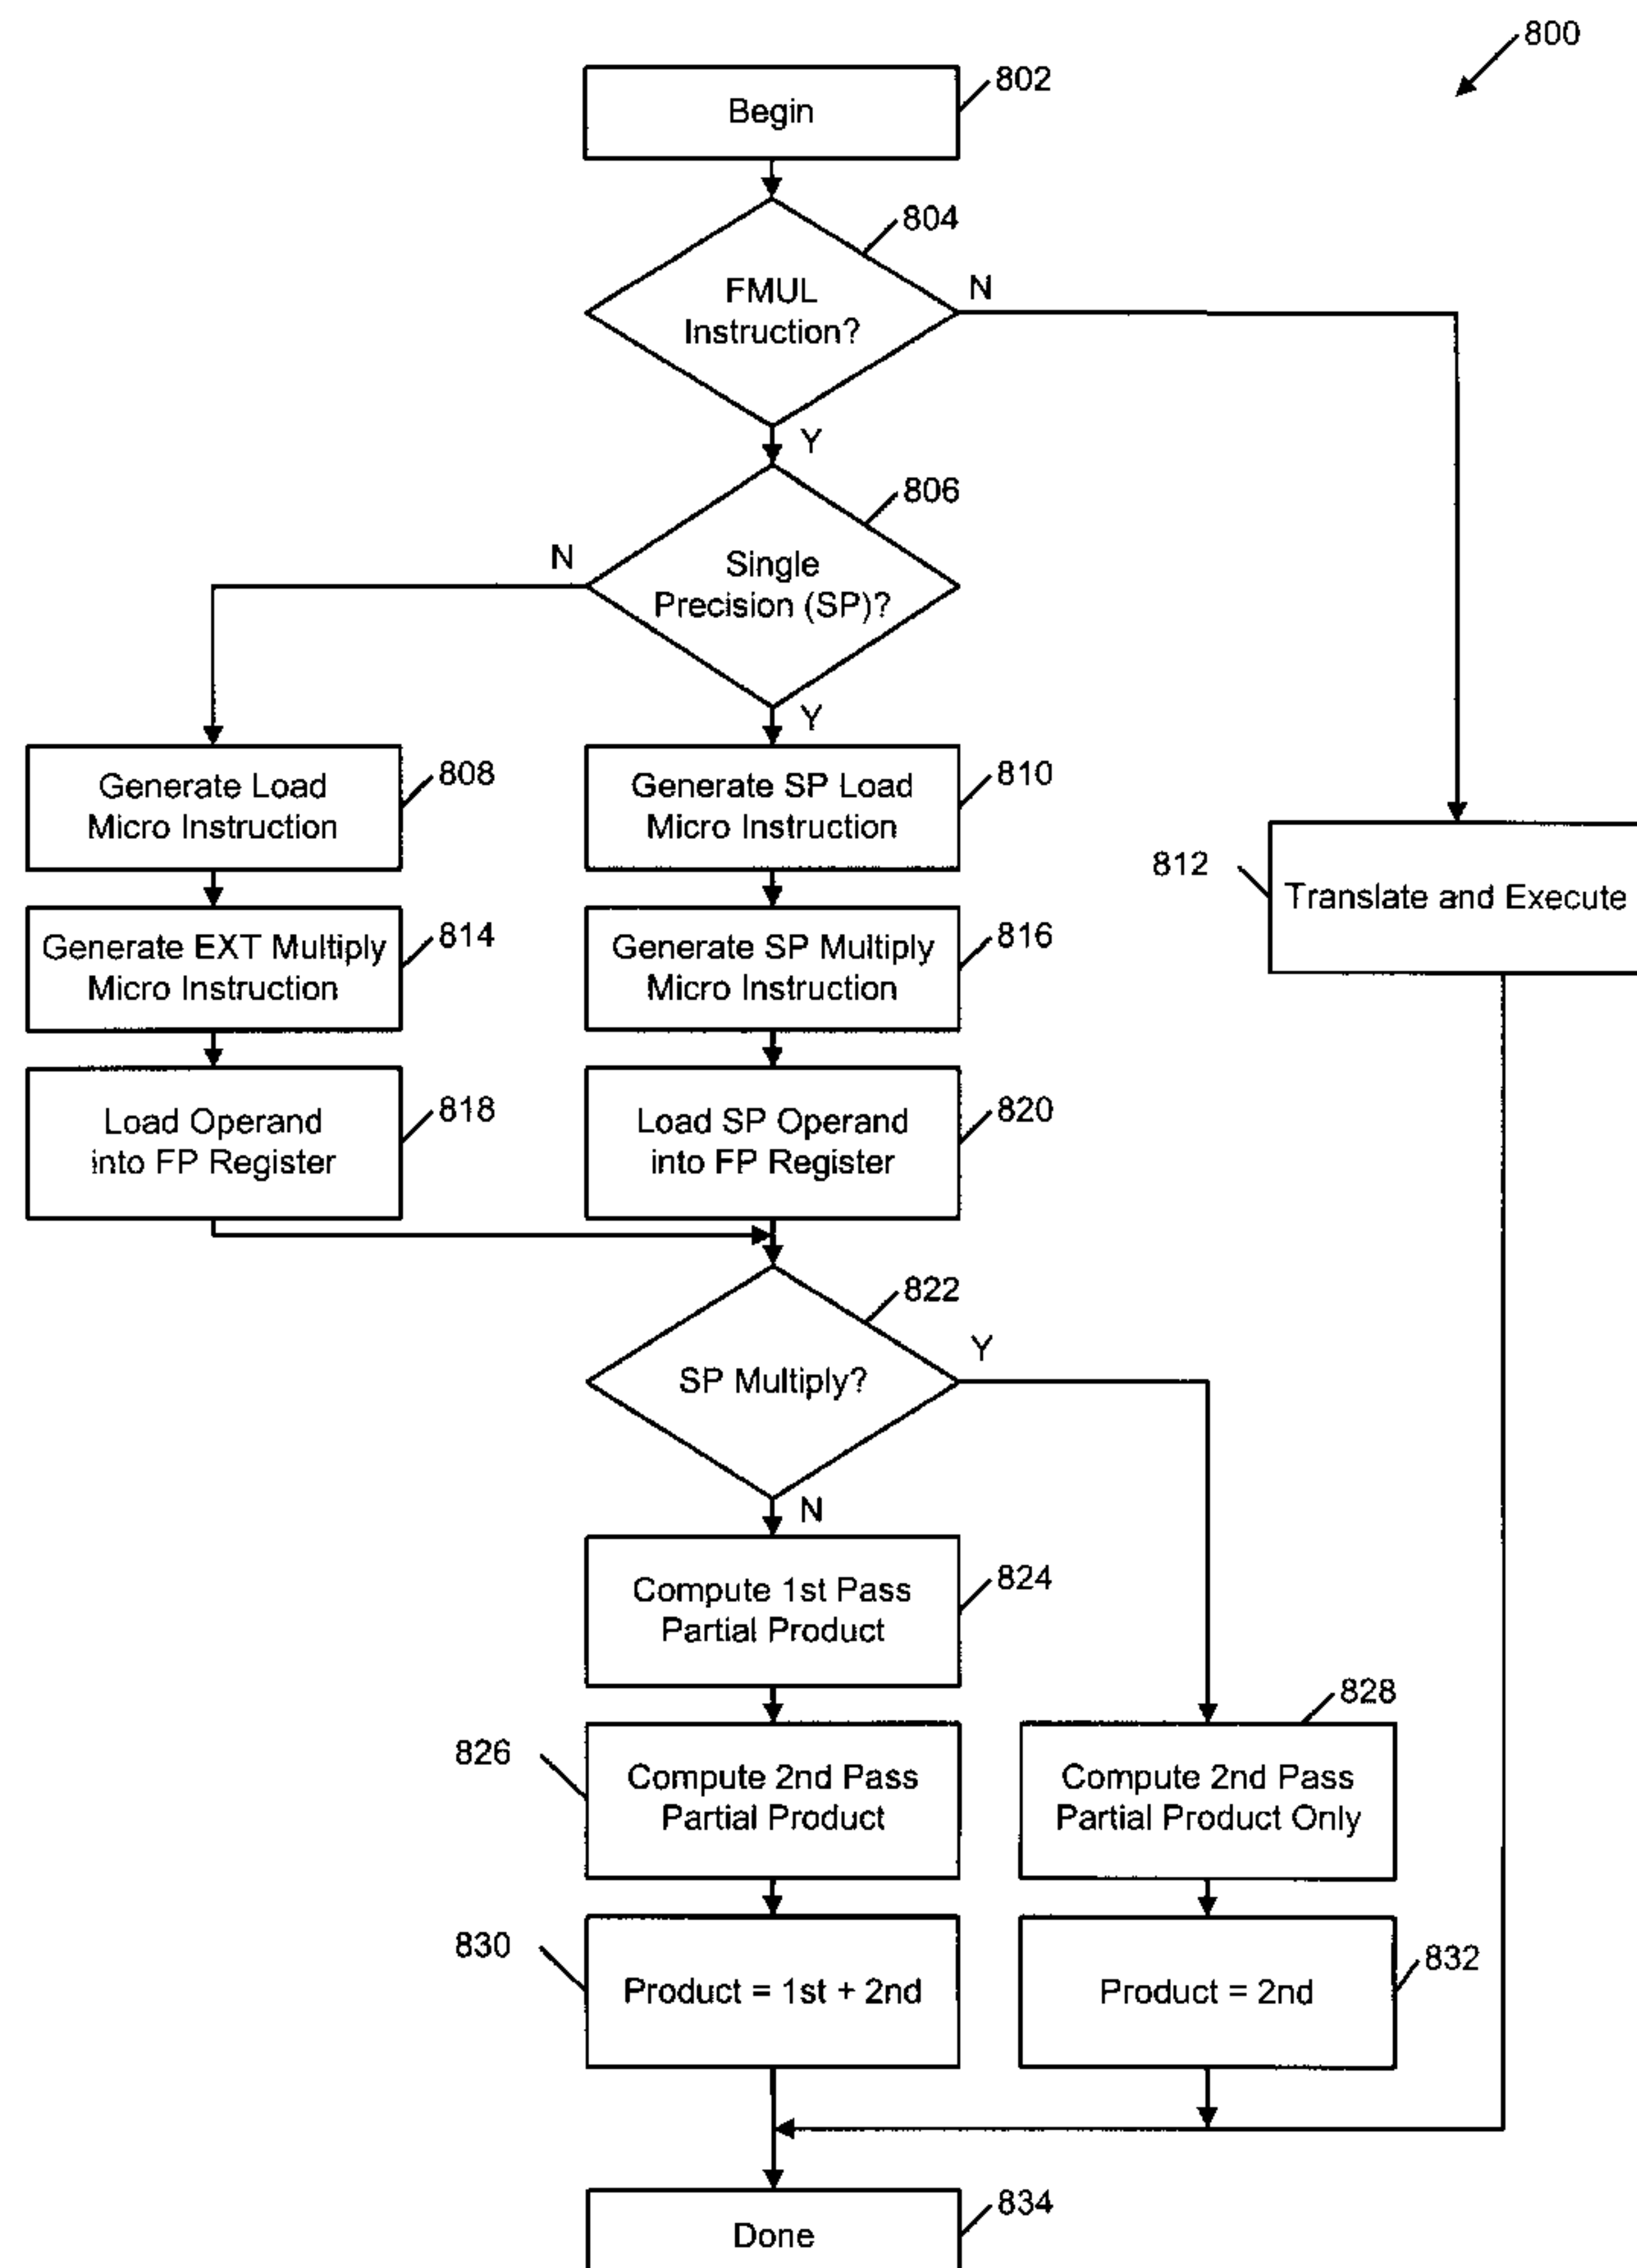 800
802
Begin
804
FMUL
Instruction?
N
Y
806
Single
Precision (SP)?
N
Y
Generate Load
Micro Instruction
808
Generate SP Load
Micro Instruction
810
812
Translate and Execute
Generate EXT Multiply
Micro Instruction
814
Generate SP Multiply
Micro Instruction
816
Load Operand
into FP Register
818
Load SP Operand
into FP Register
820
822
SP Multiply?
Y
N
Compute 1st Pass
Partial Product
824
826
Compute 2nd Pass
Partial Product
828
Compute 2nd Pass
Partial Product Only
830
Product = 1st + 2nd
Product = 2nd
832
834
Done